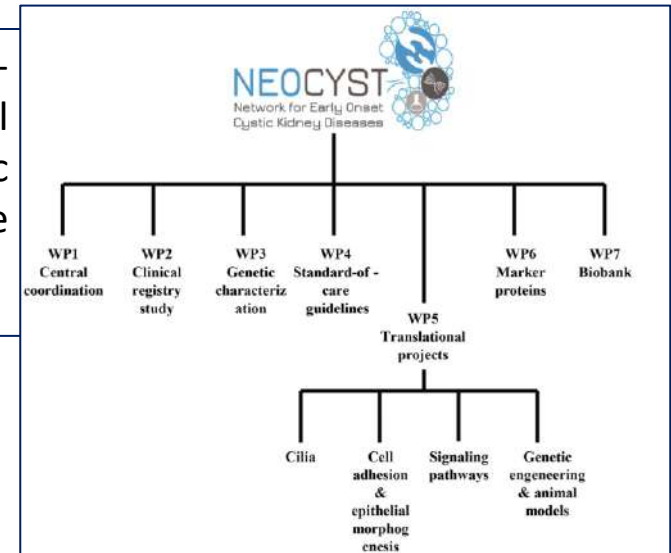 NEOCYST
Network for Early Onset
Cystic Kidney Diseases
WP1
Central
coordination
WP2
Clinical
registry
study
WP3
Genetic
characteriz
ation
WP4
Standard-of -
care
guidelines
WP5
Translational
projects
WP6
Marker
proteins
WP7
Biobank
Cilia
Cell
adhesion
&
epithelial
morphog
enesis
Signaling
pathways
Genetic
engeneering
& animal
models